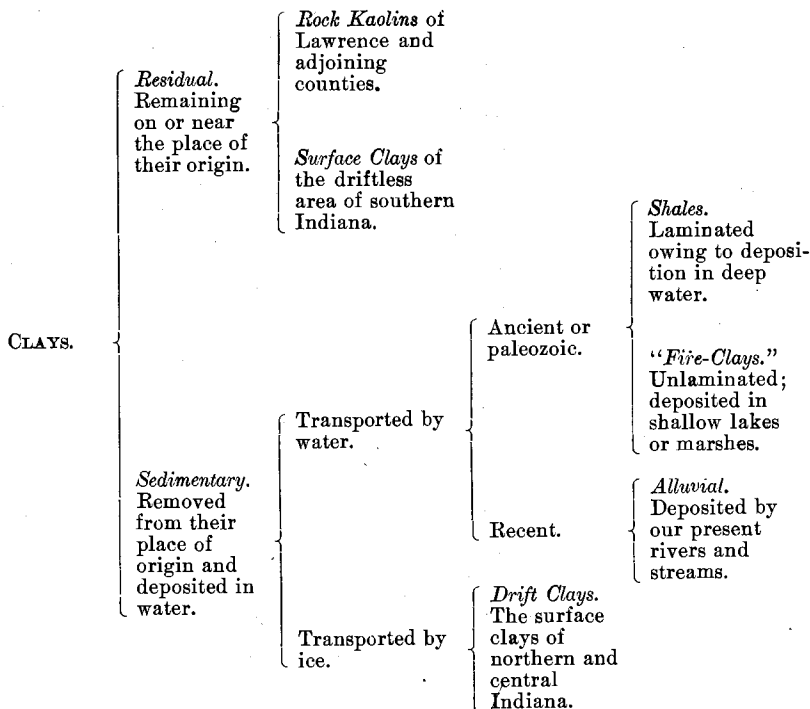 CLAYS.
Residual.
Remaining
on or near
the place of
their origin.
Rock Kaolins of
Lawrence and
adjoining
counties.
Surface Clays of
the driftless
area of southern
Indiana.
Sedimentary.
Removed
from their
place of
origin and
deposited in
water.
Transported by
water.
Ancient or
paleozoic.
Shales.
Laminated
owing to deposi-
tion in deep
water.
"Fire-Clays."
Unlaminated;
deposited in
shallow lakes
or marshes.
Recent.
Alluvial.
Deposited by
our present
rivers and
streams.
Transported by
ice.
Drift Clays.
The surface
clays of
northern and
central
Indiana.